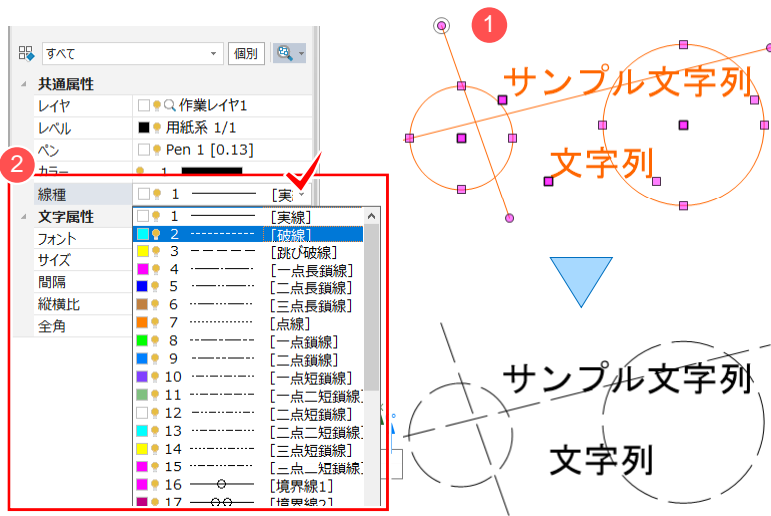 すべて 個別
共通属性
レイヤ 作業レイヤ1
レベル 用紙系 1/1
ペン Pen 1 [0.13]
カラー 1
2
線種 1 [実
文字属性
フォント
サイズ
間隔
縦横比
全角
1 [実線]
2 [破線]
3 [跳び破線]
4 [一点長鎖線]
5 [二点長鎖線]
6 [三点長鎖線]
7 [点線]
8 [一点鎖線]
9 [二点鎖線]
10 [一点短鎖線]
11 [一点二短鎖線]
12 [二点短鎖線]
13 [二点二短鎖線]
14 [三点短鎖線]
15 [三点二短鎖線]
16 [境界線1]
17 [境界線2]
1
サンプル文字列
文字列
サンプル文字列
文字列